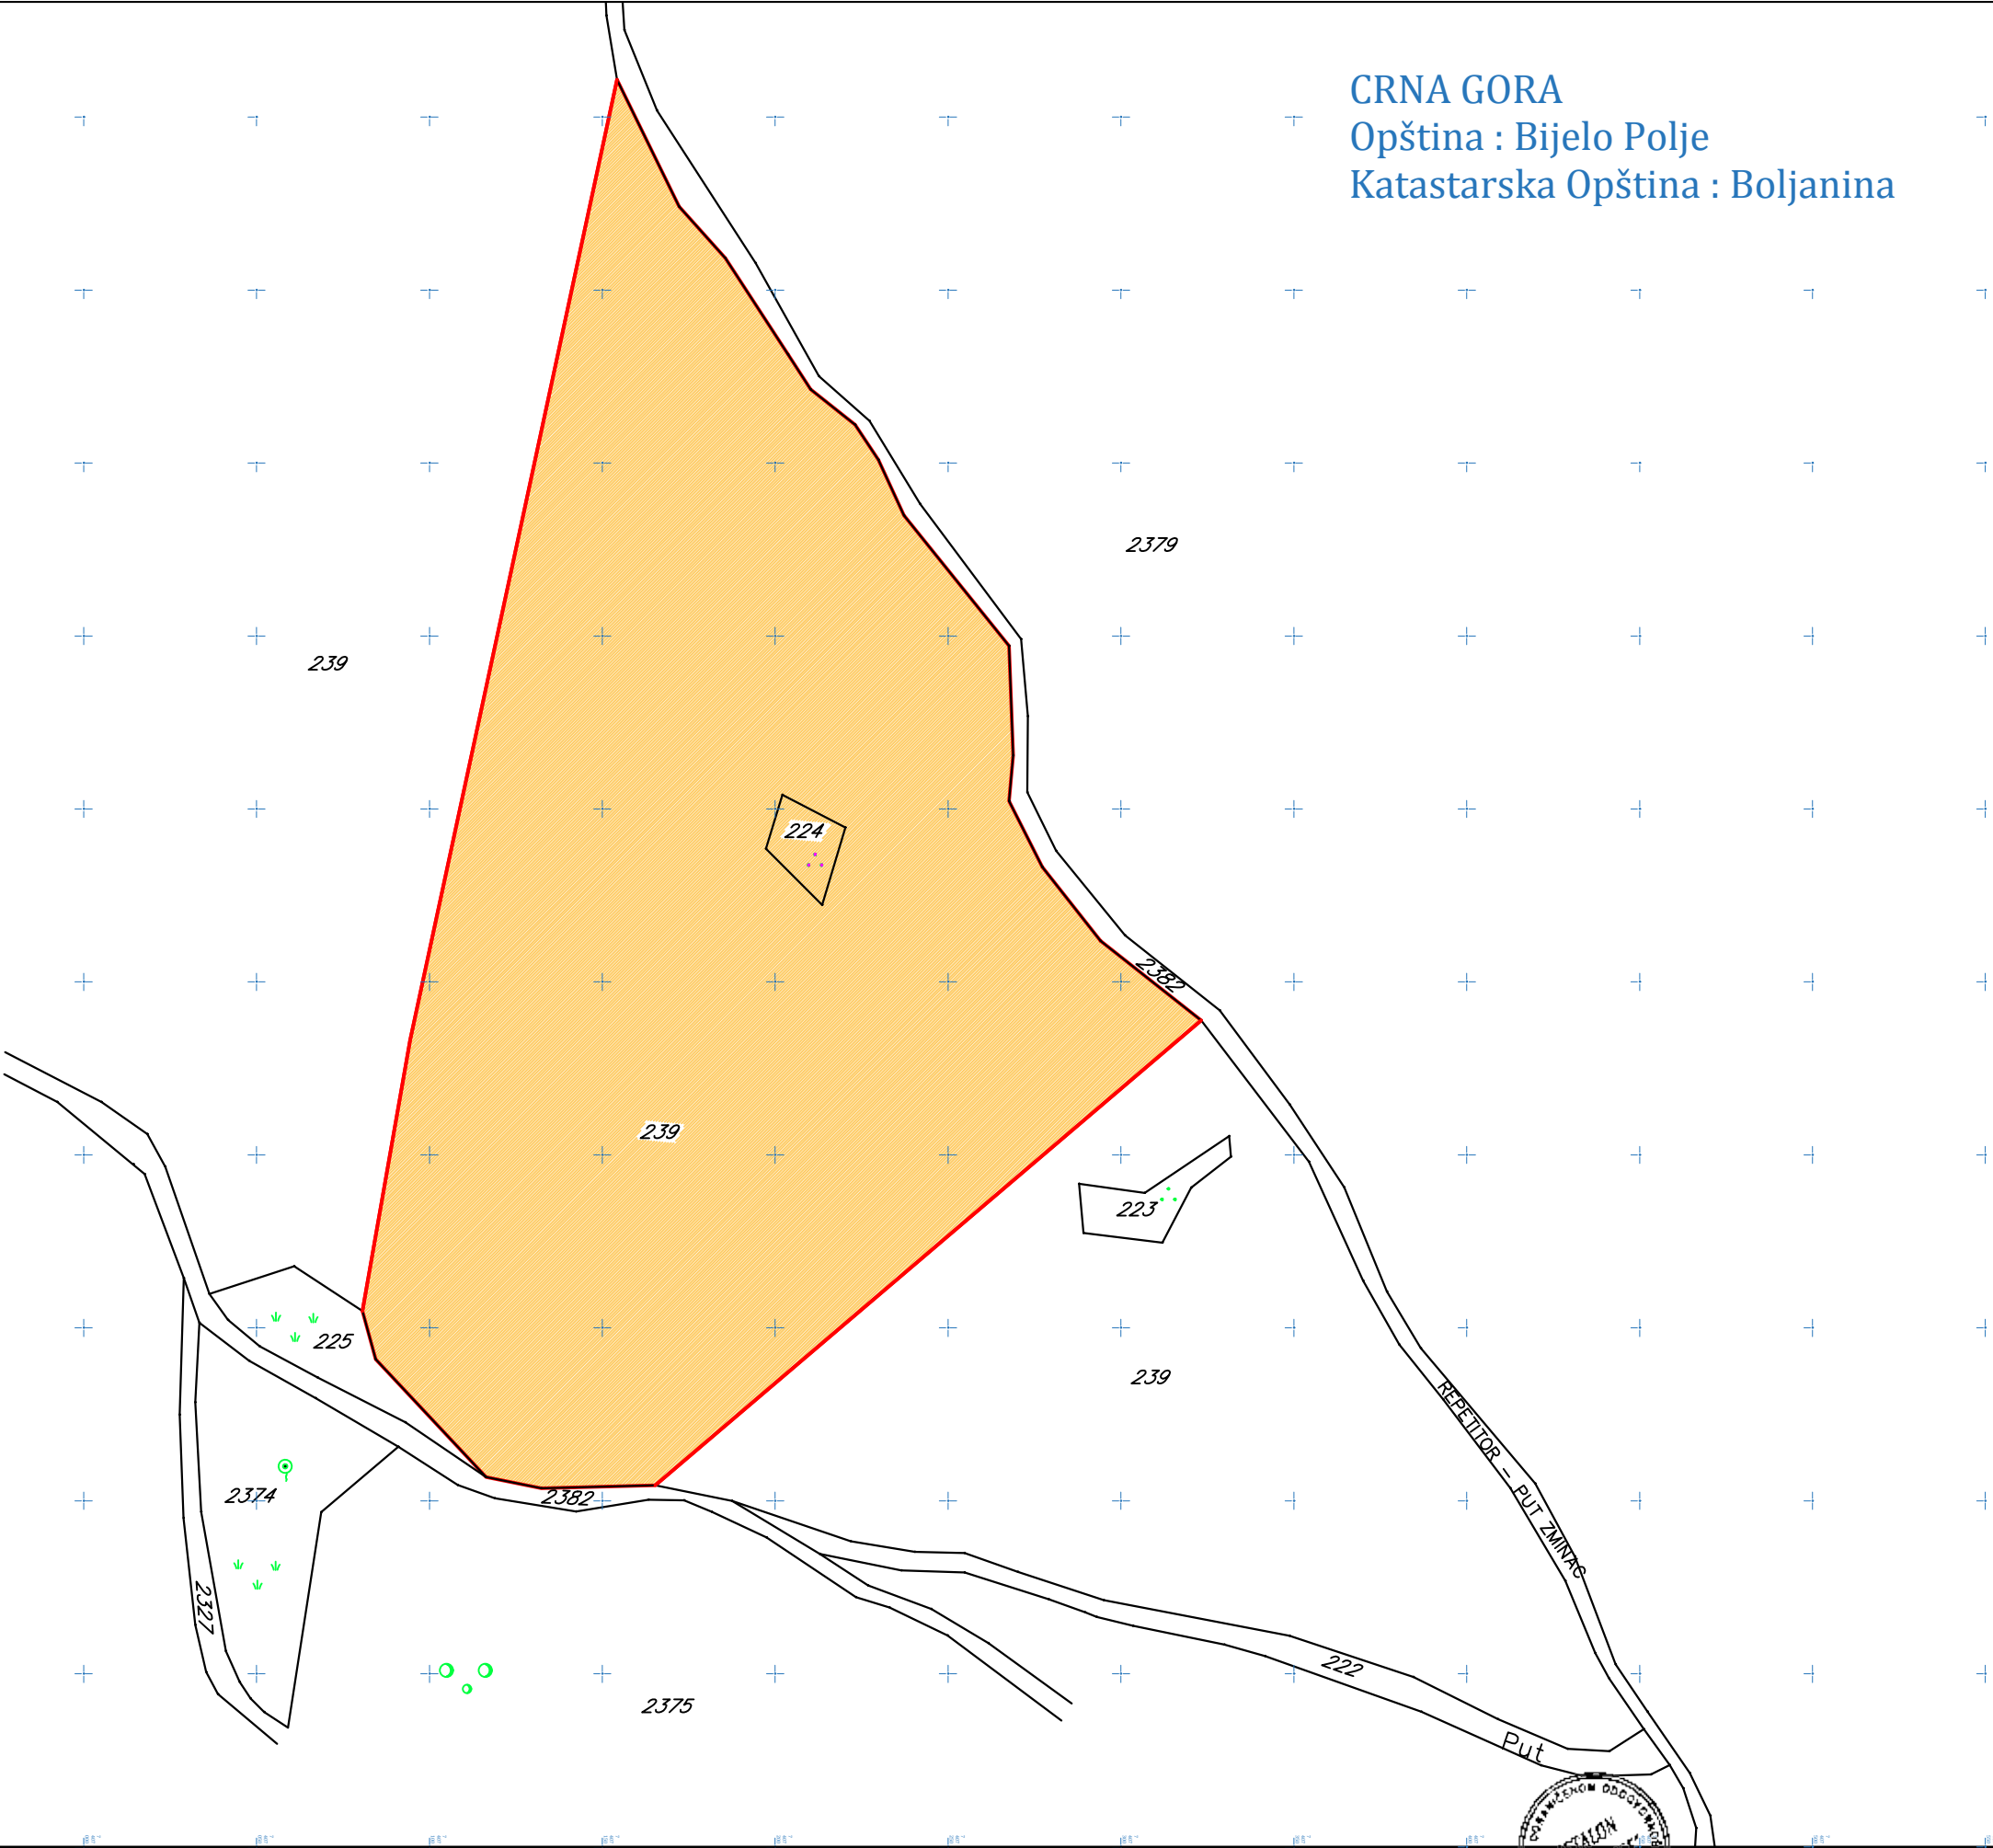 CRNA GORA
Opština : Bijelo Polje
Katastarska Opština : Boljanina
2379
239
224
2382
239
223
225
239
REPETITOR - PUT ZMINAC
2374
2382
2327
222
2375
Put